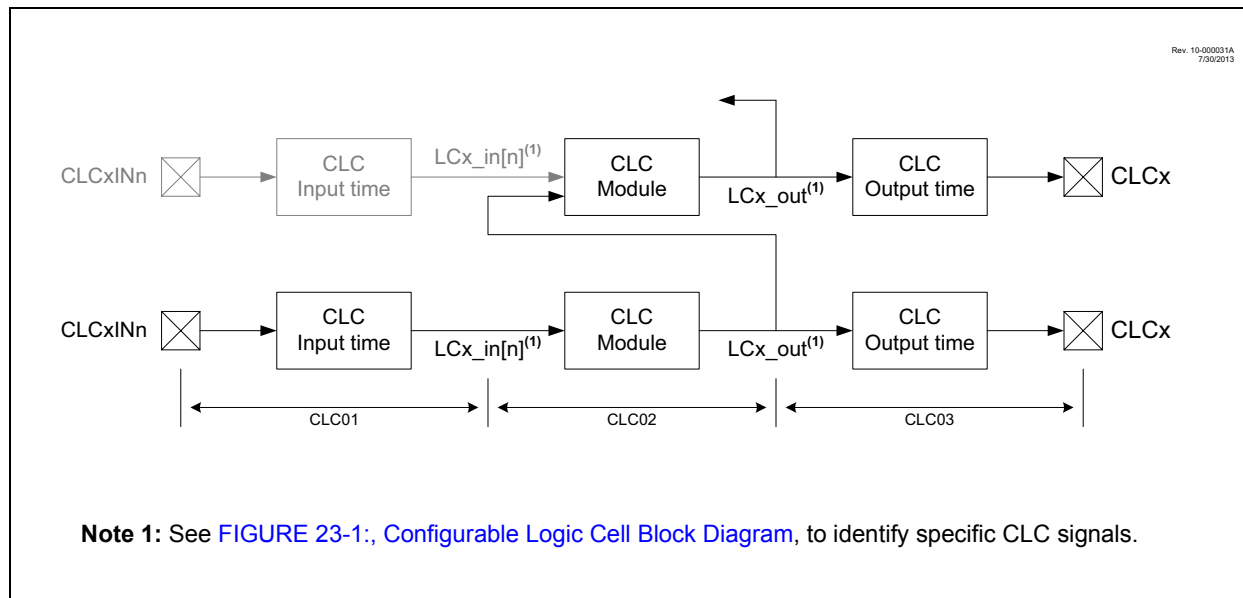 Rev. 10-000031A
7/30/2013
CLCxINn
CLC
Input time
LCx_in[n](1)
CLC
Module
LCx_out(1)
CLC
Output time
CLCx
CLCxINn
CLC
Input time
LCx_in[n](1)
CLC
Module
LCx_out(1)
CLC
Output time
CLCx
CLC01
CLC02
CLC03
Note 1: See FIGURE 23-1:, Configurable Logic Cell Block Diagram, to identify specific CLC signals.